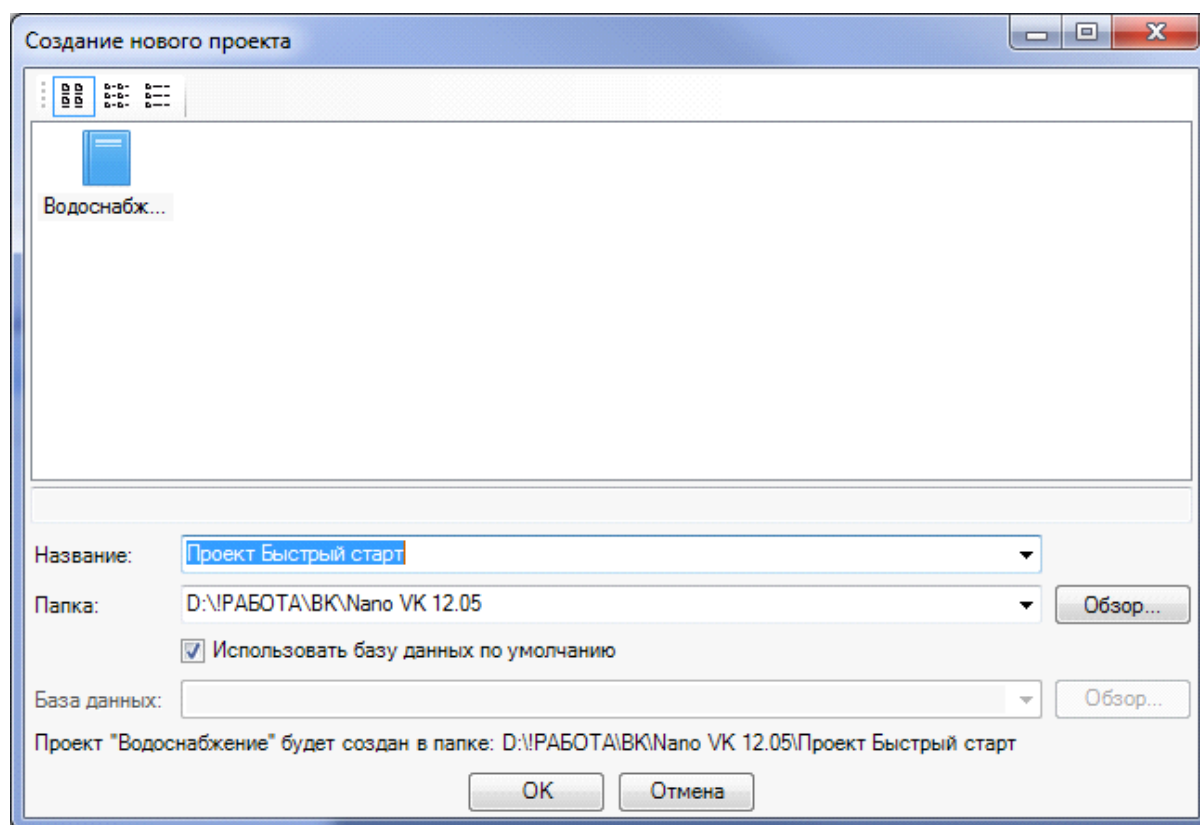 Создание нового проекта
Водоснабж...
Название: Проект Быстрый старт
Папка: D:\!РАБОТА\ВК\Nano VK 12.05 Обзор...
Использовать базу данных по умолчанию
База данных: Обзор...
Проект "Водоснабжение" будет создан в папке: D:\!РАБОТА\ВК\Nano VK 12.05\Проект Быстрый старт
OK Отмена